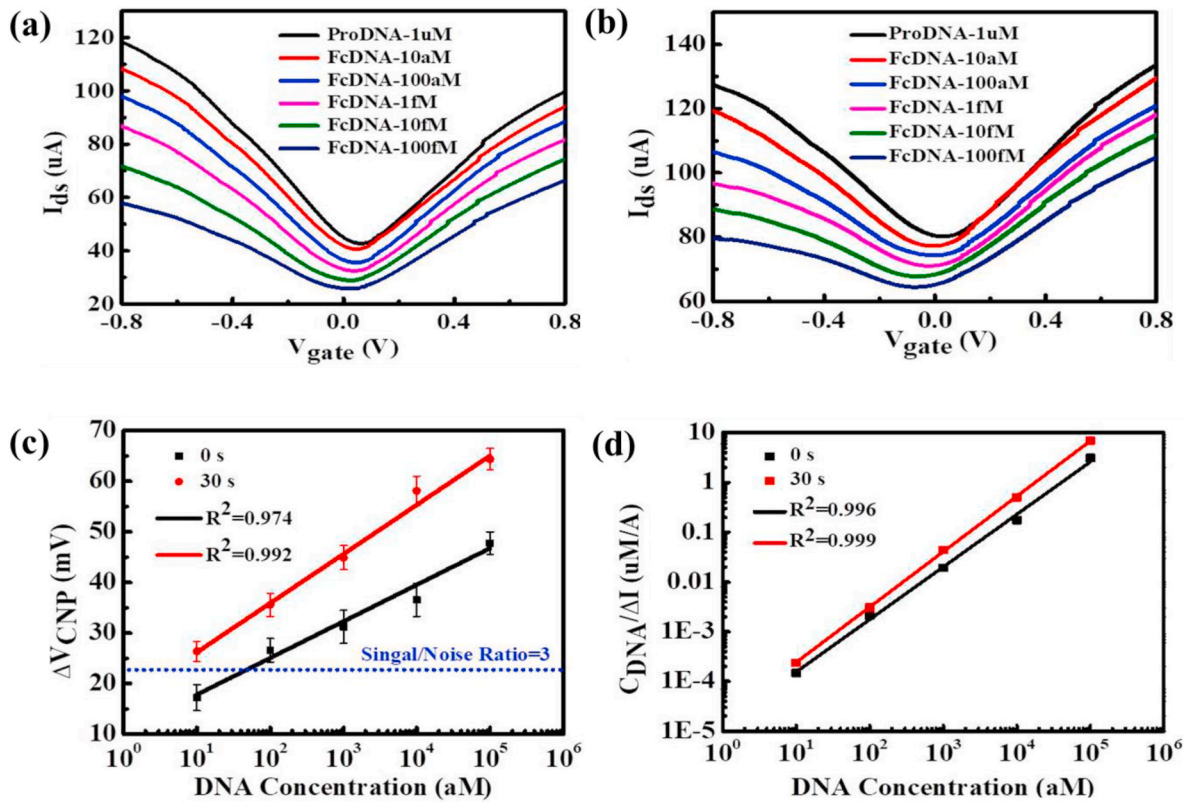 (a)
120
100
80
60
40
20
-0.8
-0.4
0.0
0.4
0.8
Ids (uA)
Vgate (V)
ProDNA-1uM
FcDNA-10aM
FcDNA-100aM
FcDNA-1fM
FcDNA-10fM
FcDNA-100fM
(b)
140
120
100
80
60
-0.8
-0.4
0.0
0.4
0.8
Ids (uA)
Vgate (V)
ProDNA-1uM
FcDNA-10aM
FcDNA-100aM
FcDNA-1fM
FcDNA-10fM
FcDNA-100fM
(c)
70
60
50
40
30
20
10
10⁰
10¹
10²
10³
10⁴
10⁵
10⁶
ΔVCNP (mV)
DNA Concentration (aM)
0 s
30 s
R²=0.974
R²=0.992
Singal/Noise Ratio=3
(d)
10
1
0.1
0.01
1E-3
1E-4
1E-5
10⁰
10¹
10²
10³
10⁴
10⁵
10⁶
CDNA/ΔI (uM/A)
DNA Concentration (aM)
0 s
30 s
R²=0.996
R²=0.999